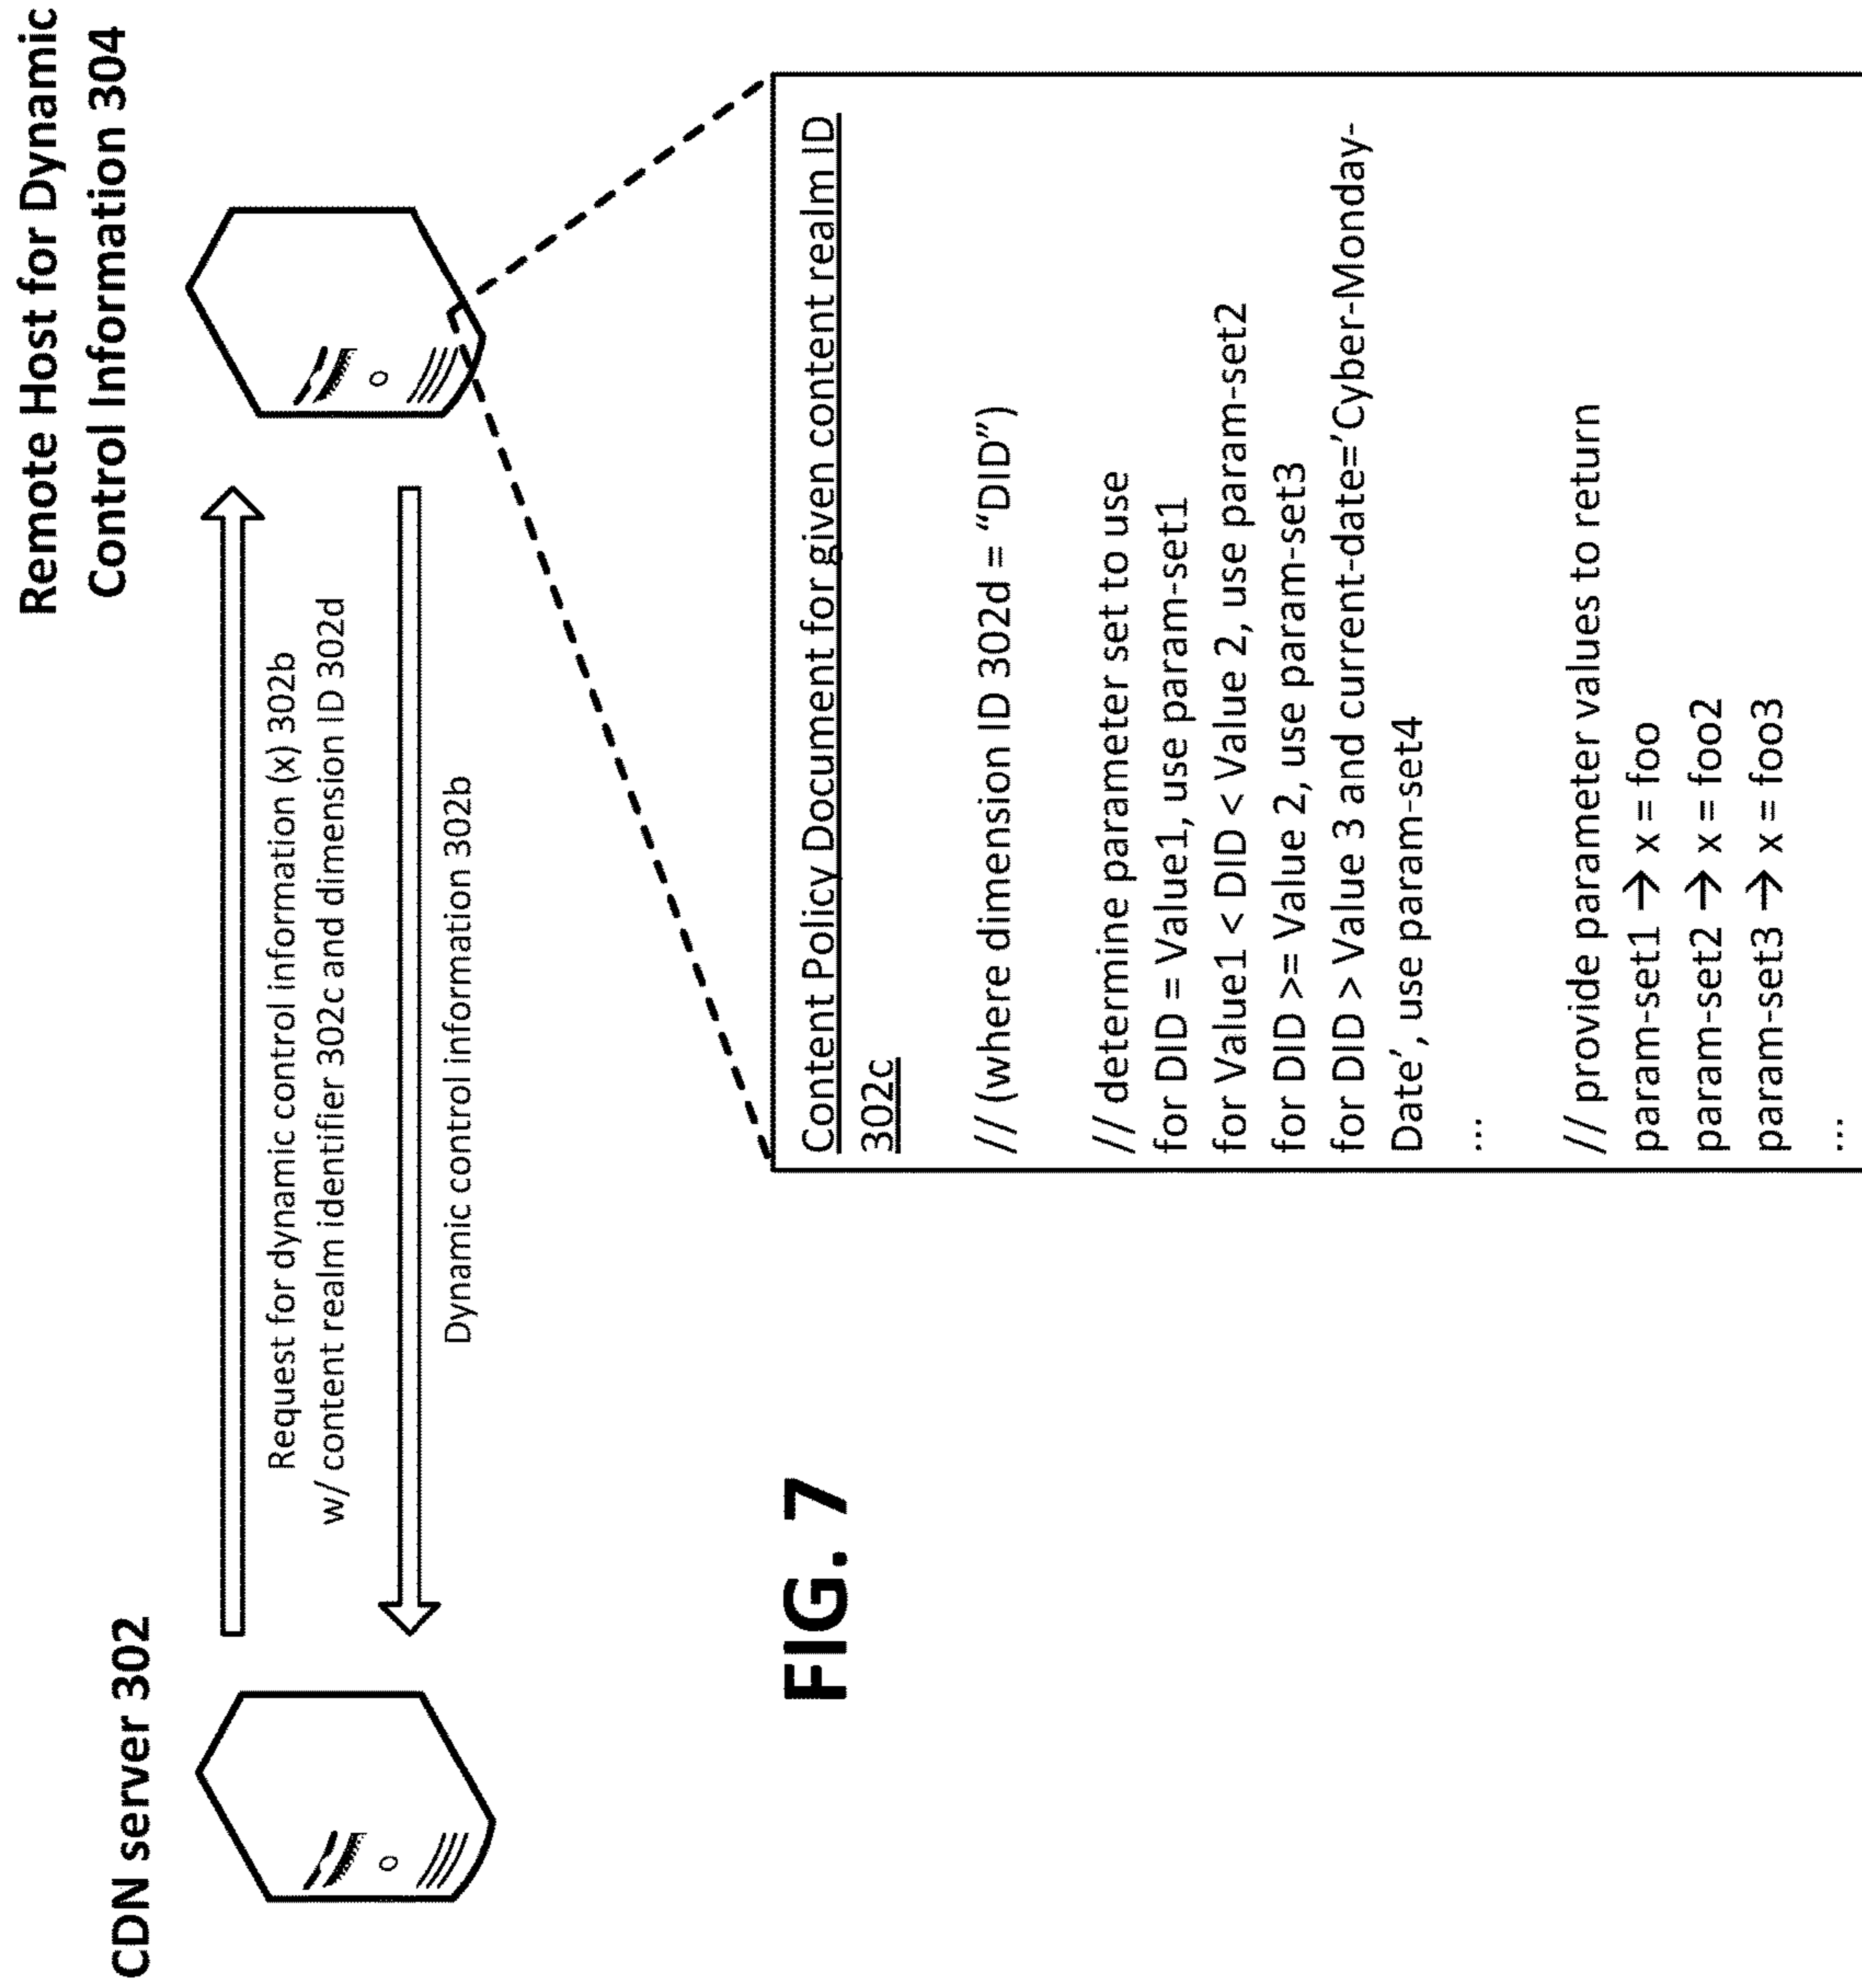 Remote Host for Dynamic
Control Information 304
CDN server 302
Request for dynamic control information (x) 302b
w/ content realm identifier 302c and dimension ID 302d
Dynamic control information 302b
FIG. 7
Content Policy Document for given content realm ID
302c
// (where dimension ID 302d = “DID”)
// determine parameter set to use
for DID = Value1, use param-set1
for Value1 < DID < Value 2, use param-set2
for DID >= Value 2, use param-set3
for DID > Value 3 and current-date=’Cyber-Monday-
Date’, use param-set4
...
// provide parameter values to return
param-set1 → x = foo
param-set2 → x = foo2
param-set3 → x = foo3
...